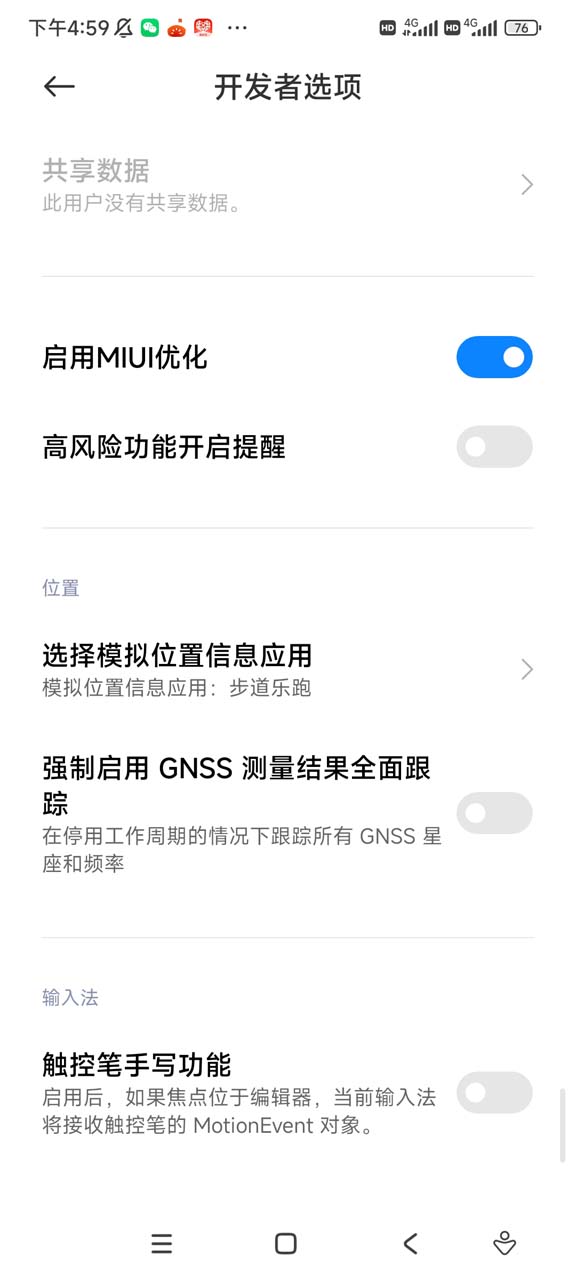 下午4:59
HD 4G HD 4G 76
开发者选项
共享数据
此用户没有共享数据。
启用MIUI优化
高风险功能开启提醒
位置
选择模拟位置信息应用
模拟位置信息应用：步道乐跑
强制启用 GNSS 测量结果全面跟
踪
在停用工作周期的情况下跟踪所有 GNSS 星
座和频率
输入法
触控笔手写功能
启用后，如果焦点位于编辑器，当前输入法
将接收触控笔的 MotionEvent 对象。